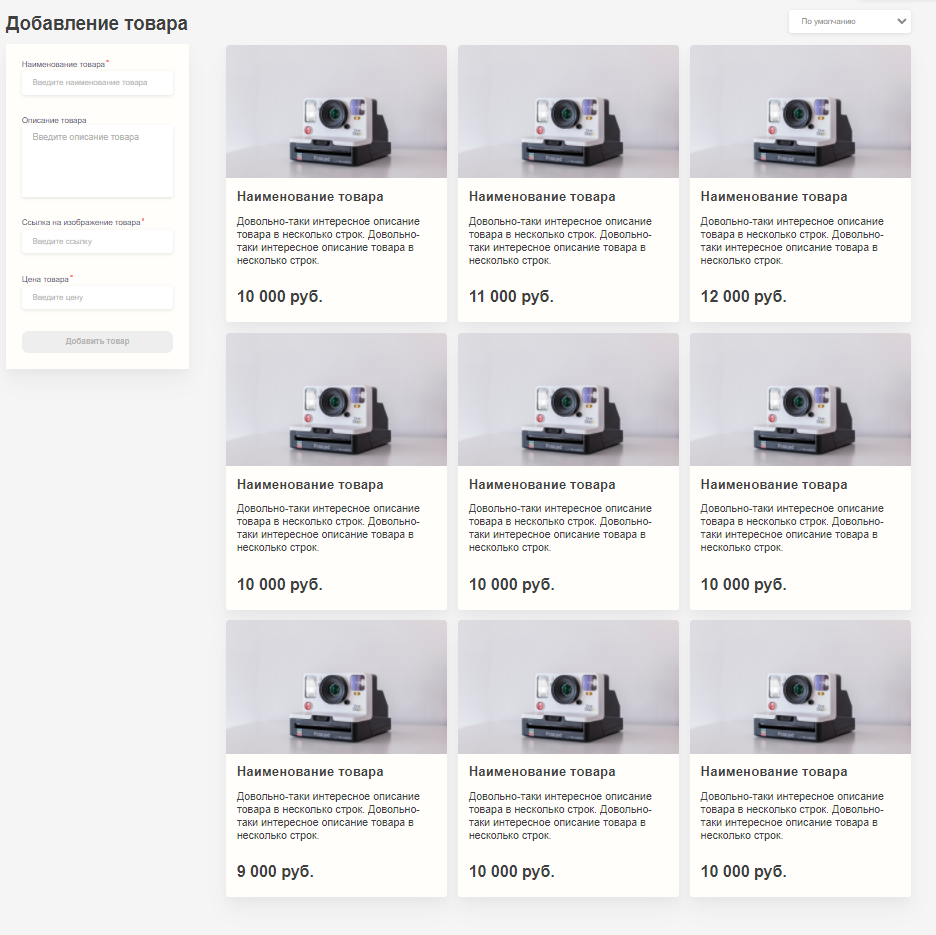 Добавление товара
По умолчанию
Наименование товара*
Введите наименование товара
Описание товара
Введите описание товара
Ссылка на изображение товара*
Введите ссылку
Цена товара*
Введите цену
Добавить товар
Наименование товара
Довольно-таки интересное описание
товара в несколько строк. Довольно-
таки интересное описание товара в
несколько строк.
10 000 руб.
Наименование товара
Довольно-таки интересное описание
товара в несколько строк. Довольно-
таки интересное описание товара в
несколько строк.
11 000 руб.
Наименование товара
Довольно-таки интересное описание
товара в несколько строк. Довольно-
таки интересное описание товара в
несколько строк.
12 000 руб.
Наименование товара
Довольно-таки интересное описание
товара в несколько строк. Довольно-
таки интересное описание товара в
несколько строк.
10 000 руб.
Наименование товара
Довольно-таки интересное описание
товара в несколько строк. Довольно-
таки интересное описание товара в
несколько строк.
10 000 руб.
Наименование товара
Довольно-таки интересное описание
товара в несколько строк. Довольно-
таки интересное описание товара в
несколько строк.
10 000 руб.
Наименование товара
Довольно-таки интересное описание
товара в несколько строк. Довольно-
таки интересное описание товара в
несколько строк.
9 000 руб.
Наименование товара
Довольно-таки интересное описание
товара в несколько строк. Довольно-
таки интересное описание товара в
несколько строк.
10 000 руб.
Наименование товара
Довольно-таки интересное описание
товара в несколько строк. Довольно-
таки интересное описание товара в
несколько строк.
10 000 руб.